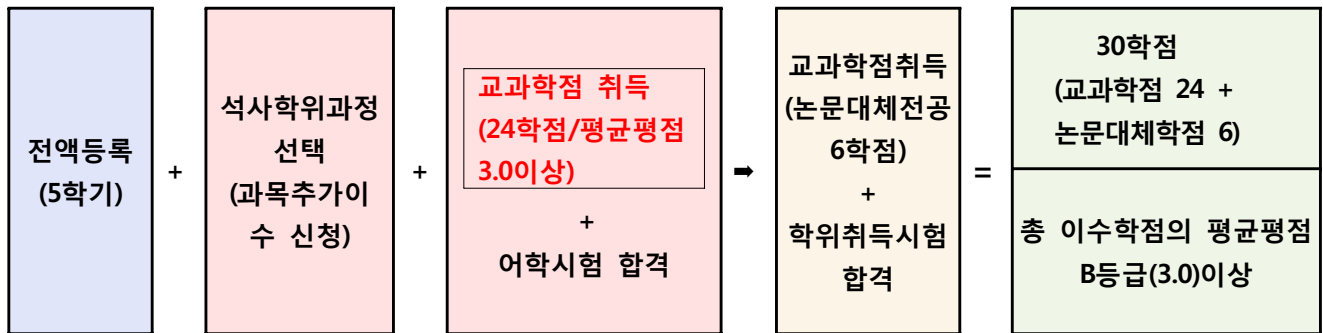 전액등록
(5학기)
+
석사학위과정
선택
(과목추가이
수 신청)
+
교과학점 취득
(24학점/평균평점
3.0이상)
+
어학시험 합격
➡
교과학점취득
(논문대체전공
6학점)
+
학위취득시험
합격
=
30학점
(교과학점 24 +
논문대체학점 6)
총 이수학점의 평균평점
B등급(3.0)이상